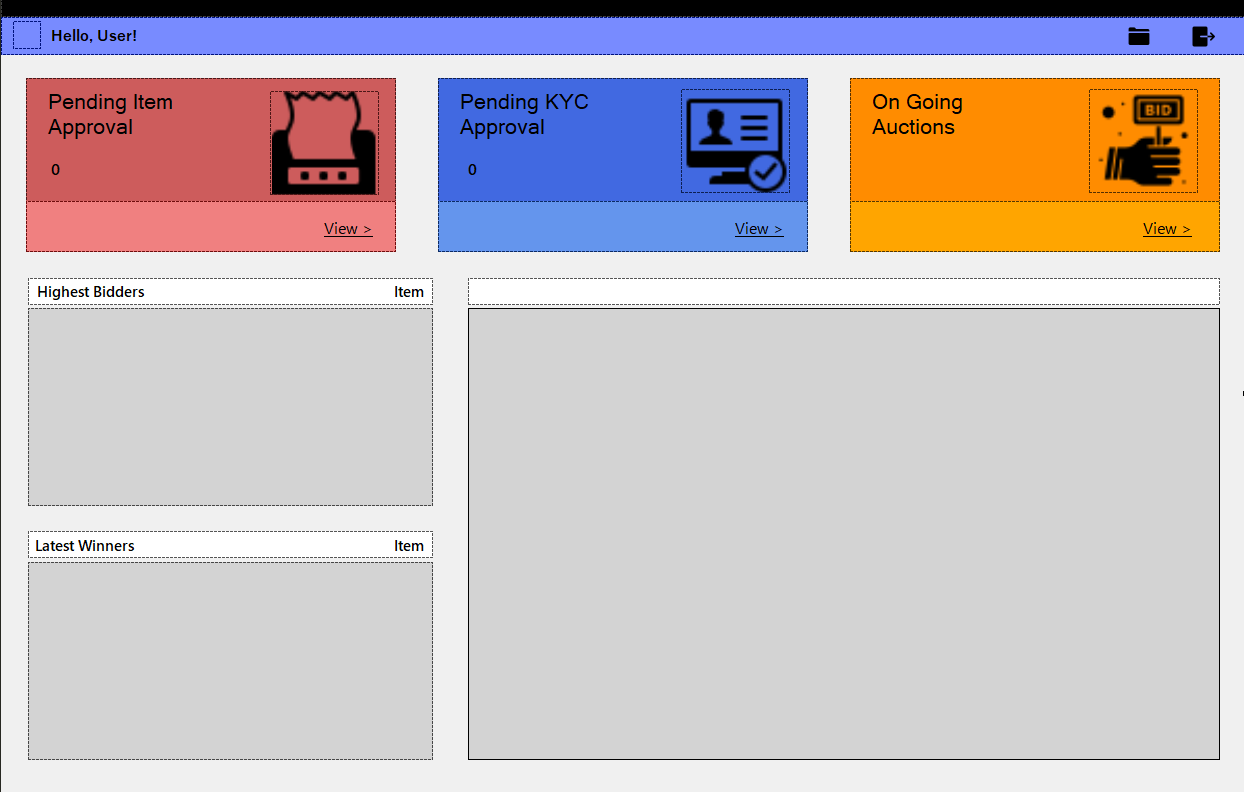 Hello, User!
Pending Item
Approval
0
View >
Pending KYC
Approval
0
View >
On Going
Auctions
BID
View >
Highest Bidders Item
Latest Winners Item